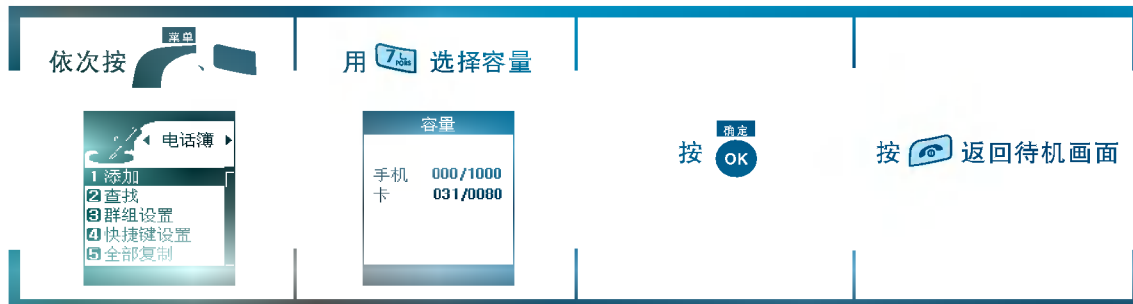 菜单
依次按 、
电话簿
1 添加
2 查找
3 群组设置
4 快捷键设置
5 全部复制
用 7 PQRS 选择容量
容量
手机 000/1000
卡 031/0080
确定
按 OK
按 返回待机画面